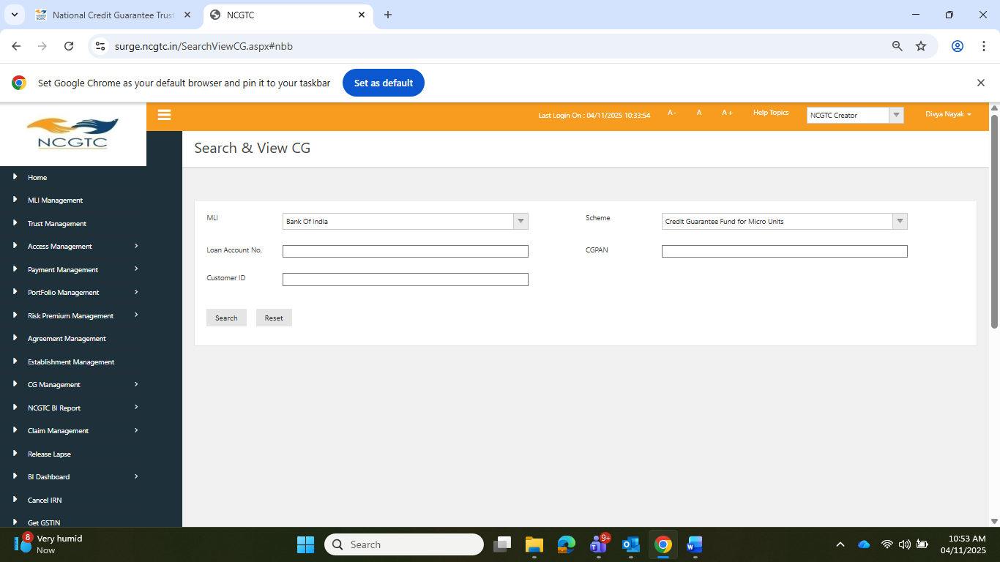 National Credit Guarantee Trust
NCGTC
surge.ncgtc.in/SearchViewCG.aspx#nbb
Set Google Chrome as your default browser and pin it to your taskbar
Set as default
NCGTC
Last Login On : 04/11/2025 10:33:54
A-
A
A+
Help Topics
NCGTC Creator
Divya Nayak
Search & View CG
Home
MLI Management
Trust Management
Access Management
Payment Management
PortFolio Management
Risk Premium Management
Agreement Management
Establishment Management
CG Management
NCGTC BI Report
Claim Management
Release Lapse
BI Dashboard
Cancel IRN
Get GSTIN
MLI
Bank Of India
Scheme
Credit Guarantee Fund for Micro Units
Loan Account No.
CGPAN
Customer ID
Search
Reset
8
Very humid
Now
Search
9+
10:53 AM
04/11/2025